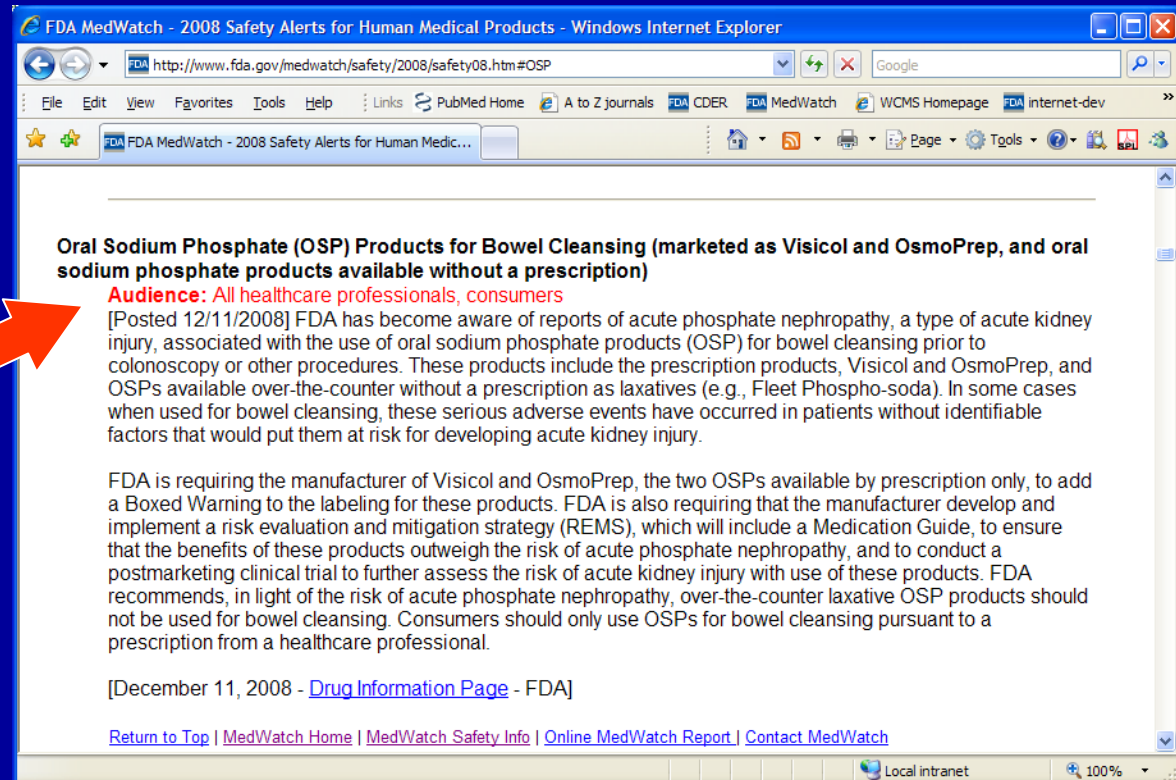 FDA MedWatch - 2008 Safety Alerts for Human Medical Products - Windows Internet Explorer
FDA http://www.fda.gov/medwatch/safety/2008/safety08.htm#OSP Google
File Edit View Favorites Tools Help Links PubMed Home A to Z journals FDA CDER FDA MedWatch WCMS Homepage FDA internet-dev »
FDA FDA MedWatch - 2008 Safety Alerts for Human Medic... Page Tools SPL
Oral Sodium Phosphate (OSP) Products for Bowel Cleansing (marketed as Visicol and OsmoPrep, and oral
sodium phosphate products available without a prescription)
Audience: All healthcare professionals, consumers
[Posted 12/11/2008] FDA has become aware of reports of acute phosphate nephropathy, a type of acute kidney
injury, associated with the use of oral sodium phosphate products (OSP) for bowel cleansing prior to
colonoscopy or other procedures. These products include the prescription products, Visicol and OsmoPrep, and
OSPs available over-the-counter without a prescription as laxatives (e.g., Fleet Phospho-soda). In some cases
when used for bowel cleansing, these serious adverse events have occurred in patients without identifiable
factors that would put them at risk for developing acute kidney injury.
FDA is requiring the manufacturer of Visicol and OsmoPrep, the two OSPs available by prescription only, to add
a Boxed Warning to the labeling for these products. FDA is also requiring that the manufacturer develop and
implement a risk evaluation and mitigation strategy (REMS), which will include a Medication Guide, to ensure
that the benefits of these products outweigh the risk of acute phosphate nephropathy, and to conduct a
postmarketing clinical trial to further assess the risk of acute kidney injury with use of these products. FDA
recommends, in light of the risk of acute phosphate nephropathy, over-the-counter laxative OSP products should
not be used for bowel cleansing. Consumers should only use OSPs for bowel cleansing pursuant to a
prescription from a healthcare professional.
[December 11, 2008 - Drug Information Page - FDA]
Return to Top | MedWatch Home | MedWatch Safety Info | Online MedWatch Report | Contact MedWatch
Local intranet 100%